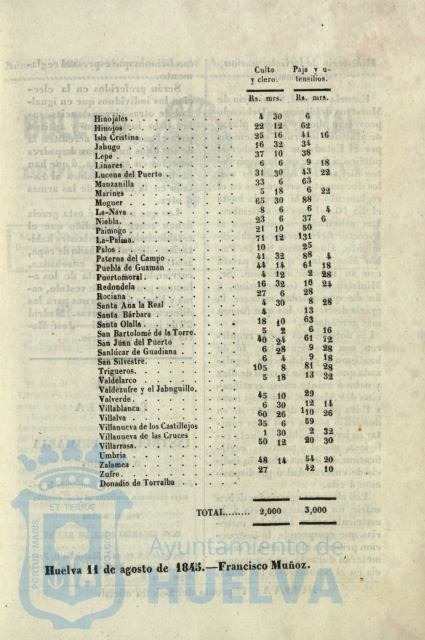 Culto y clero. Paja y utensilios.
Rs. mrs. Rs. mrs.
Hinojales. 4 30 6
Hinojos. 22 12 62
Isla Cristina. 25 16 41 16
Jabugo. 16 32 34
Lepe. 37 10 38
Linares. 6 6 9 18
Lucena del Puerto. 31 30 43 22
Manzanilla. 33 6 63
Marines. 5 18 6 22
Moguer. 65 30 88
La-Nava. 8 6 6 4
Niebla. 23 6 37 6
Paimogo. 21 10 50
La-Palma. 71 12 131
Palos. 10 25
Pateros del Campo. 41 32 88 4
Puebla de Guzman. 44 14 61 18
Puertomoral. 4 12 2 28
Redondela. 16 32 10 24
Rociana. 27 6 28
Santa Ana la Real. 4 30 8 28
Santa Bárbara. 4 13
Santa Olalla. 18 10 63
San Bartolomé de la Torre. 5 2 6 16
San Juan del Puerto. 40 24 61 12
Sanlúcar de Guadiana. 6 28 9 28
San Silvestre. 6 4 9 18
Trigueros. 105 8 81 28
Valdelarco. 5 18 13 32
Valdezufre y el Jabuguillo.
Valverde. 45 10 29
Villablanca. 6 30 12 14
Villalva. 60 26 110 26
Villanueva de los Castillejos 35 6 59
Villanueva de las Cruces. 1 30 2 32
Villarrasa. 50 12 20 30
Umbria
Zalamea. 48 14 54 20
Zufre. 27 42 10
Donadio de Torralba
TOTAL........ 2,000 3,000
Huelva 11 de agosto de 1845.—Francisco Muñoz.
ET TERRÆ
PORTUS MARIS
CUSTODIA
Ayuntamiento de
HUELVA